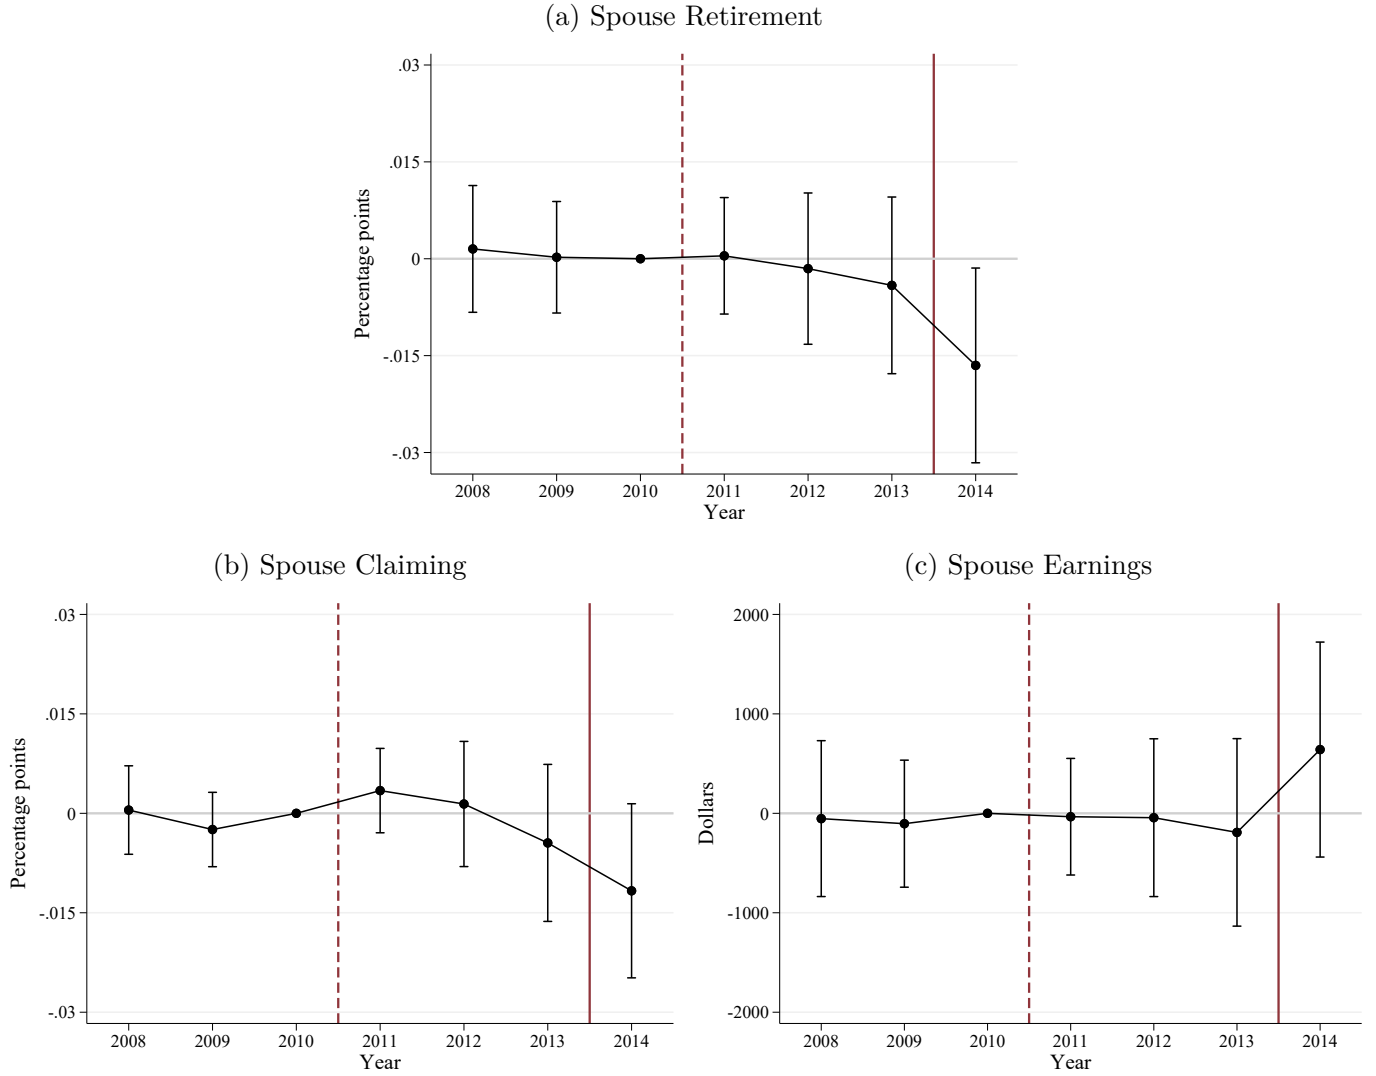 (a) Spouse Retirement
.03
.015
0
-.015
-.03
Percentage points
2008 2009 2010 2011 2012 2013 2014
Year
(b) Spouse Claiming
.03
.015
0
-.015
-.03
Percentage points
2008 2009 2010 2011 2012 2013 2014
Year
(c) Spouse Earnings
2000
1000
0
-1000
-2000
Dollars
2008 2009 2010 2011 2012 2013 2014
Year